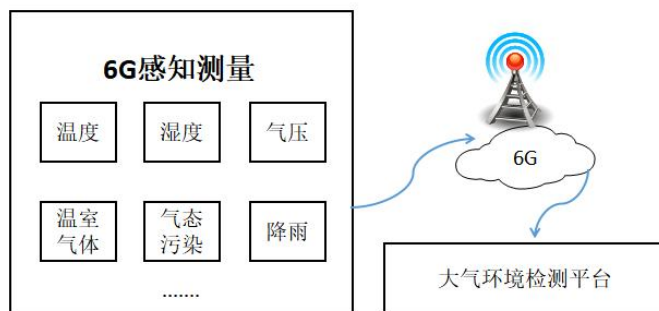 6G感知测量
温度
湿度
气压
温室
气体
气态
污染
降雨
.......
6G
大气环境检测平台